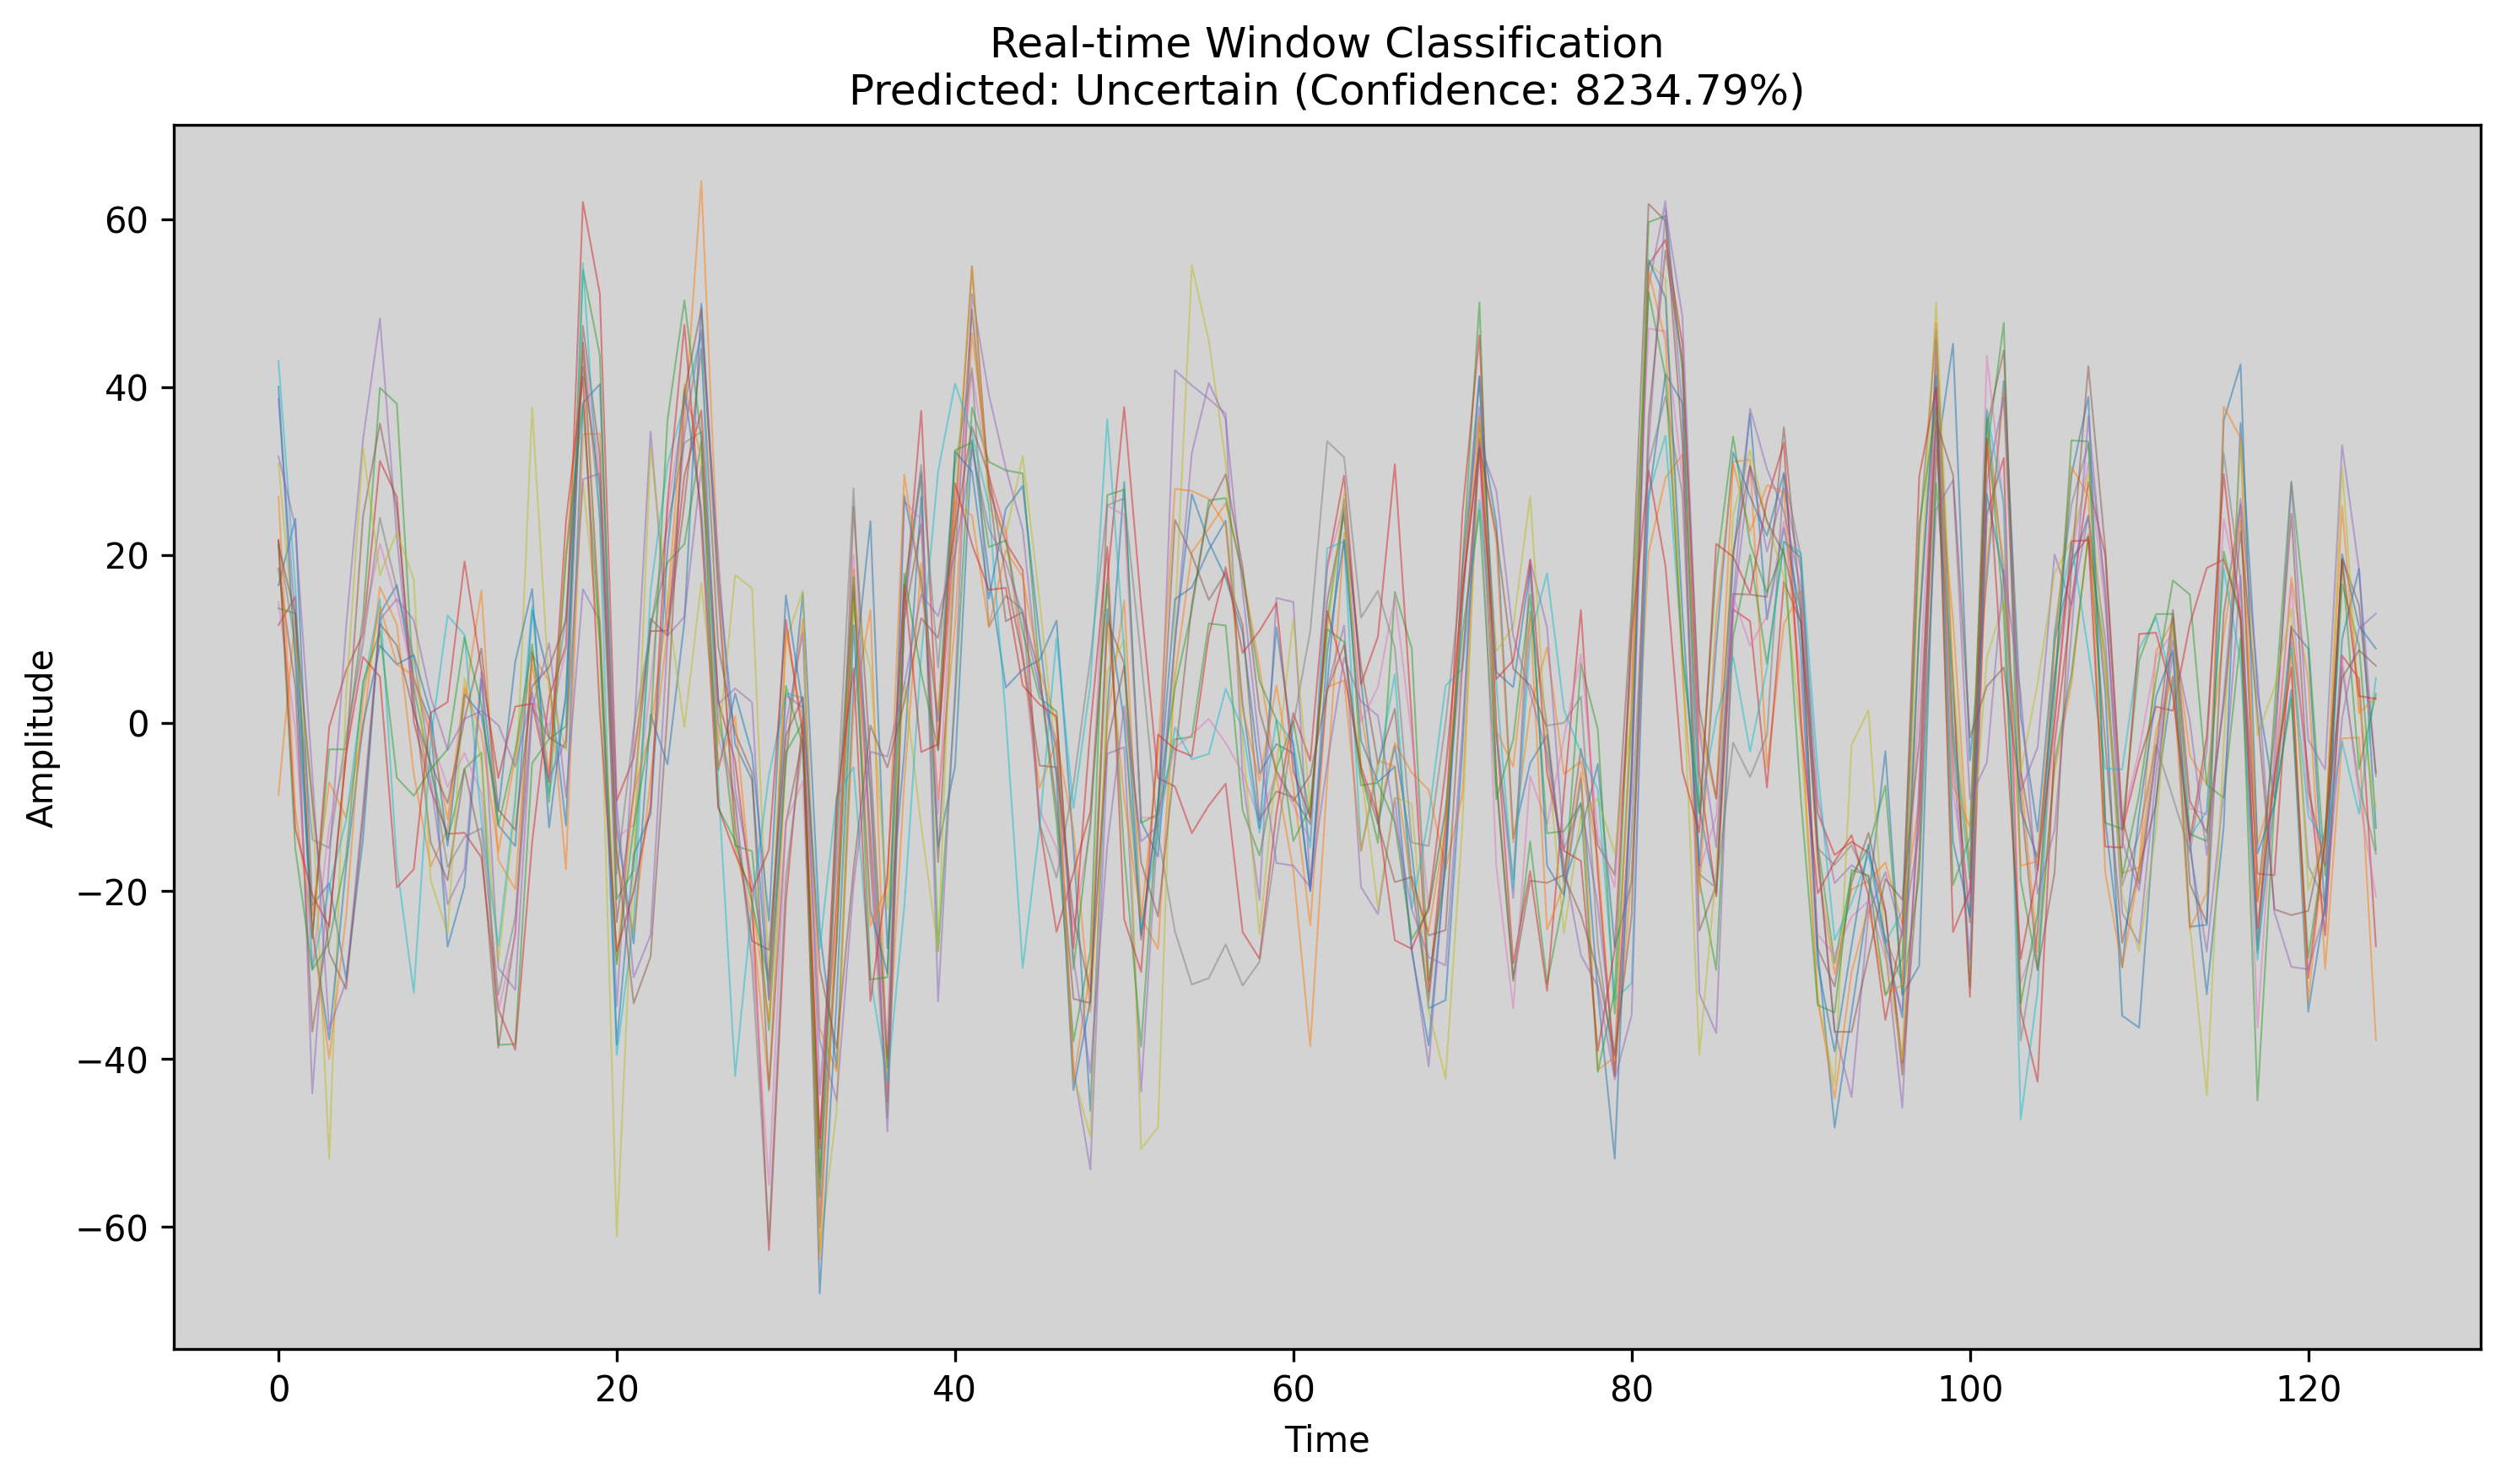 Real-time Window Classification
Predicted: Uncertain (Confidence: 8234.79%)
Amplitude
60
40
20
0
−20
−40
−60
0 20 40 60 80 100 120
Time